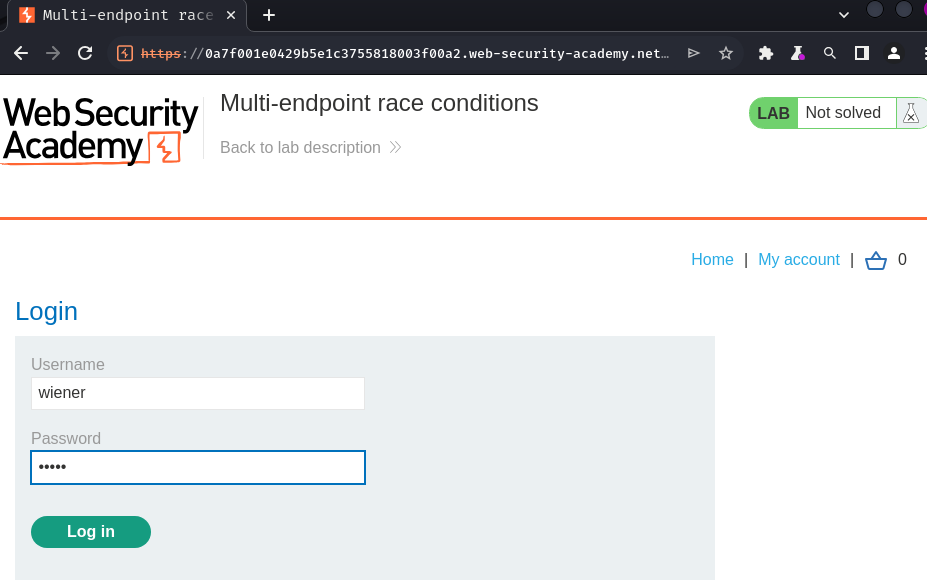 Multi-endpoint race
https://0a7f001e0429b5e1c3755818003f00a2.web-security-academy.net…
Web Security
Academy
Multi-endpoint race conditions
Back to lab description
LAB Not solved
Home | My account | 0
Login
Username
wiener
Password
•••••
Log in